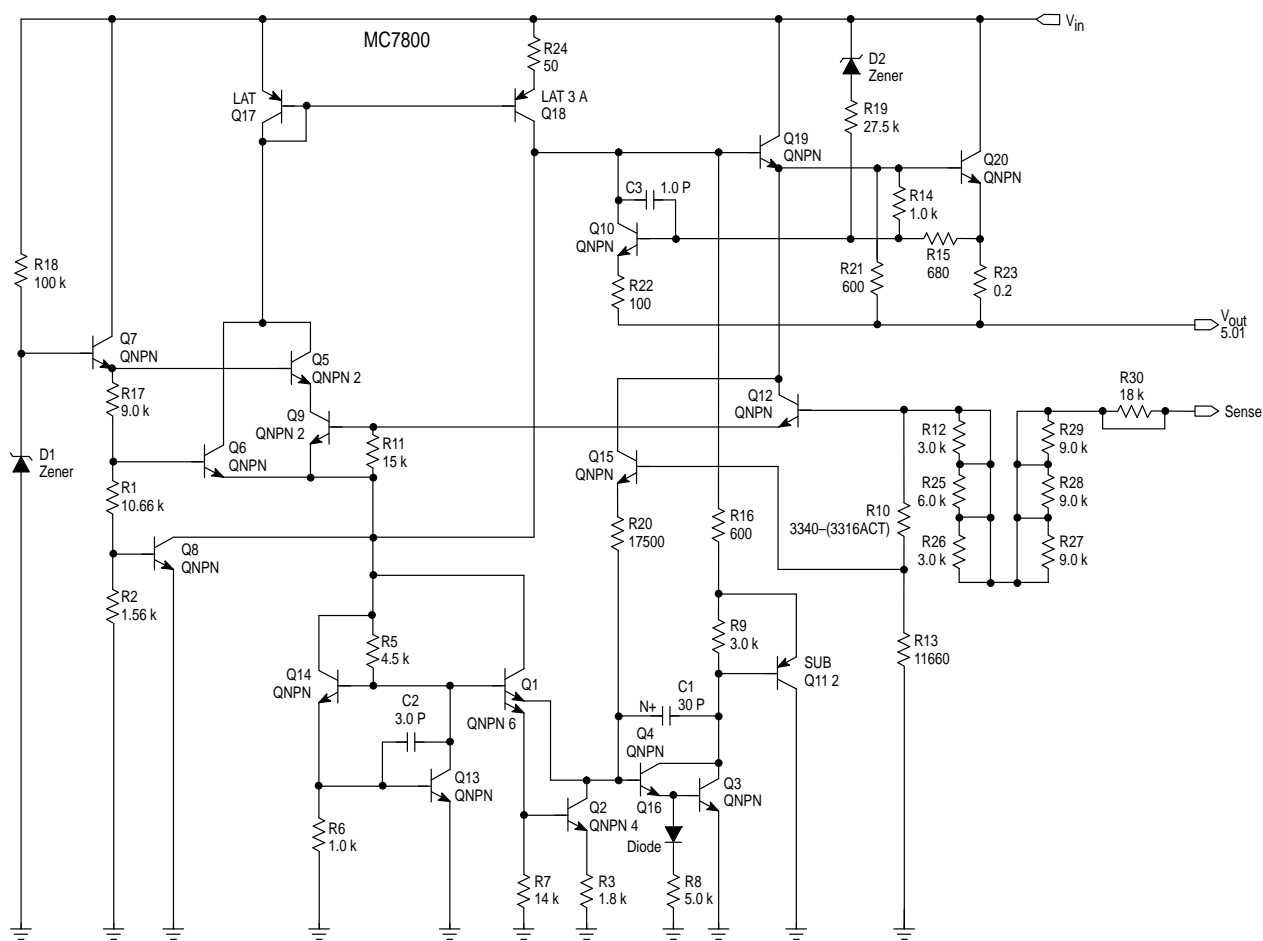 MC7800
Vin
R24
50
D2
Zener
LAT
Q17
LAT 3 A
Q18
R19
27.5 k
Q19
QNPN
Q20
QNPN
C3
1.0 P
R14
1.0 k
Q10
QNPN
R15
680
R18
100 k
R21
600
R23
0.2
R22
100
Vout
5.01
Q7
QNPN
Q5
QNPN 2
R17
9.0 k
R30
18 k
Sense
Q12
QNPN
Q9
QNPN 2
R11
15 k
R12
3.0 k
R29
9.0 k
Q6
QNPN
D1
Zener
Q15
QNPN
R1
10.66 k
R25
6.0 k
R28
9.0 k
R20
17500
R16
600
R10
3340–(3316ACT)
R26
3.0 k
R27
9.0 k
Q8
QNPN
R2
1.56 k
R5
4.5 k
R9
3.0 k
R13
11660
Q14
QNPN
Q1
QNPN 6
SUB
Q11 2
C2
3.0 P
N+
C1
30 P
Q4
QNPN
Q13
QNPN
Q2
QNPN 4
Q16
Q3
QNPN
R6
1.0 k
Diode
R7
14 k
R3
1.8 k
R8
5.0 k